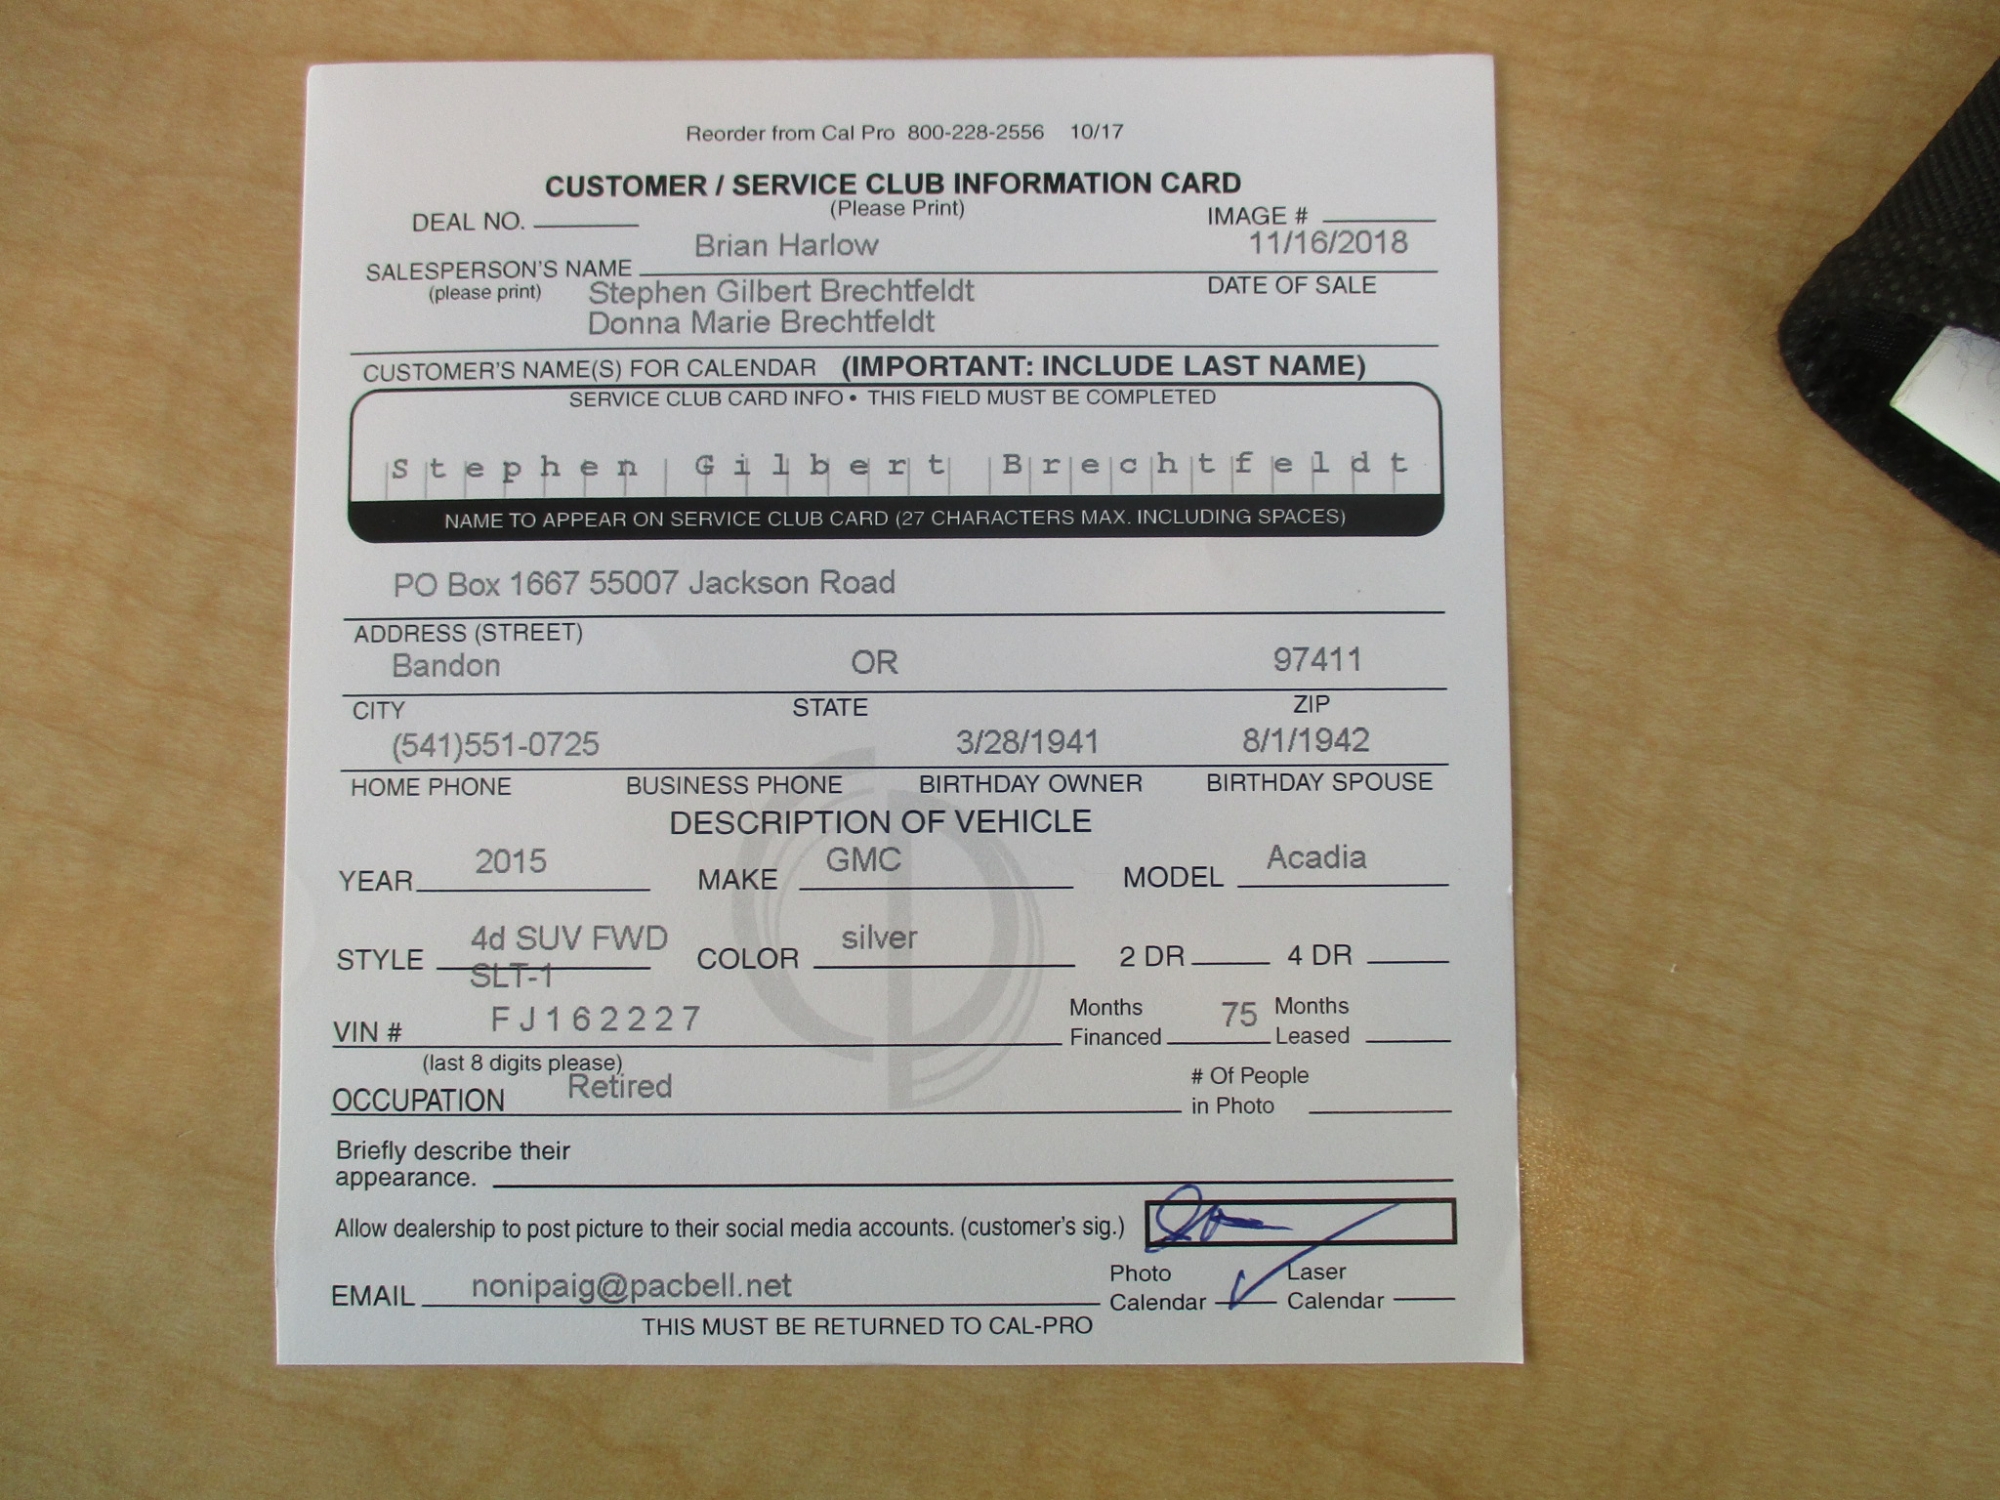 Reorder from Cal Pro 800-228-2556 10/17
CUSTOMER / SERVICE CLUB INFORMATION CARD
(Please Print)
DEAL NO. IMAGE #
Brian Harlow 11/16/2018
SALESPERSON'S NAME
(please print) DATE OF SALE
Stephen Gilbert Brechtfeldt
Donna Marie Brechtfeldt
CUSTOMER'S NAME(S) FOR CALENDAR (IMPORTANT: INCLUDE LAST NAME)
SERVICE CLUB CARD INFO • THIS FIELD MUST BE COMPLETED
Stephen Gilbert Brechtfeldt
NAME TO APPEAR ON SERVICE CLUB CARD (27 CHARACTERS MAX. INCLUDING SPACES)
PO Box 1667 55007 Jackson Road
ADDRESS (STREET)
Bandon OR 97411
CITY STATE ZIP
(541)551-0725 3/28/1941 8/1/1942
HOME PHONE BUSINESS PHONE BIRTHDAY OWNER BIRTHDAY SPOUSE
DESCRIPTION OF VEHICLE
YEAR 2015 MAKE GMC MODEL Acadia
STYLE 4d SUV FWD COLOR silver 2 DR 4 DR
SLT-1
VIN # FJ162227 Months Financed 75 Months Leased
(last 8 digits please)
OCCUPATION Retired # Of People in Photo
Briefly describe their
appearance.
Allow dealership to post picture to their social media accounts. (customer's sig.)
EMAIL nonipaig@pacbell.net Photo Calendar Laser Calendar
THIS MUST BE RETURNED TO CAL-PRO